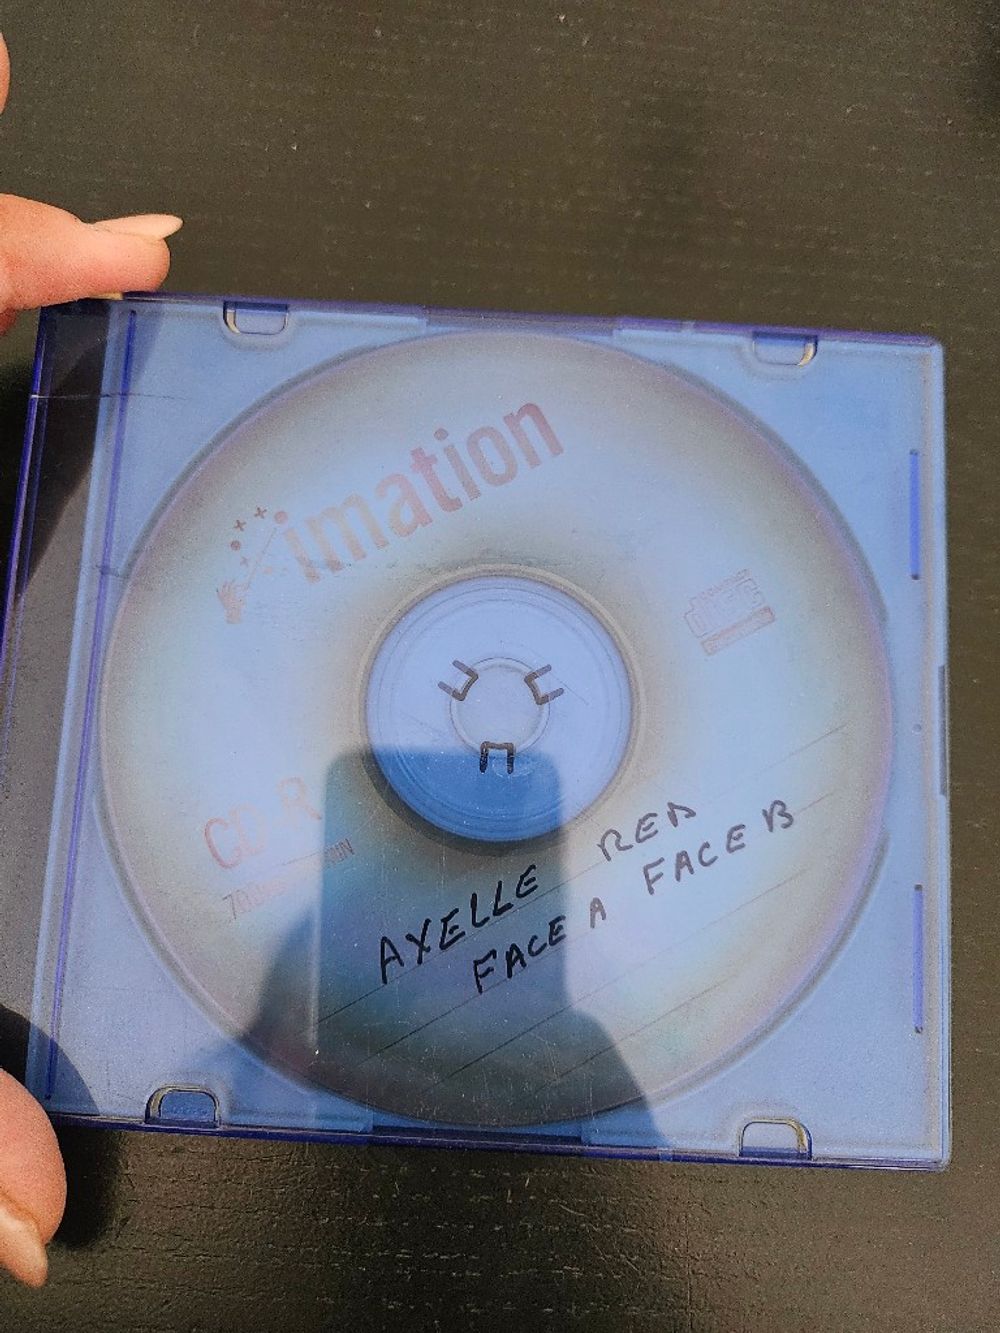 imation
CD-R
AXELLE RED
FACE A FACE B